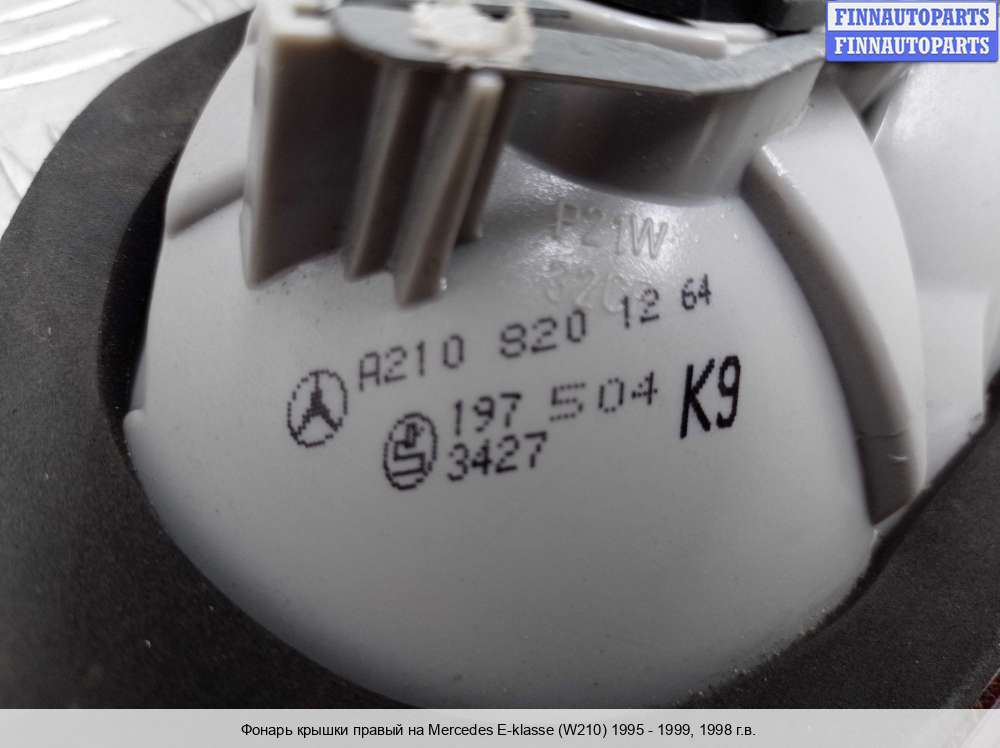 FINNAUTOPARTS
FINNAUTOPARTS
P21W
A210 820 12 64
197 504 K9
3427
Фонарь крышки правый на Mercedes E-klasse (W210) 1995 - 1999, 1998 г.в.